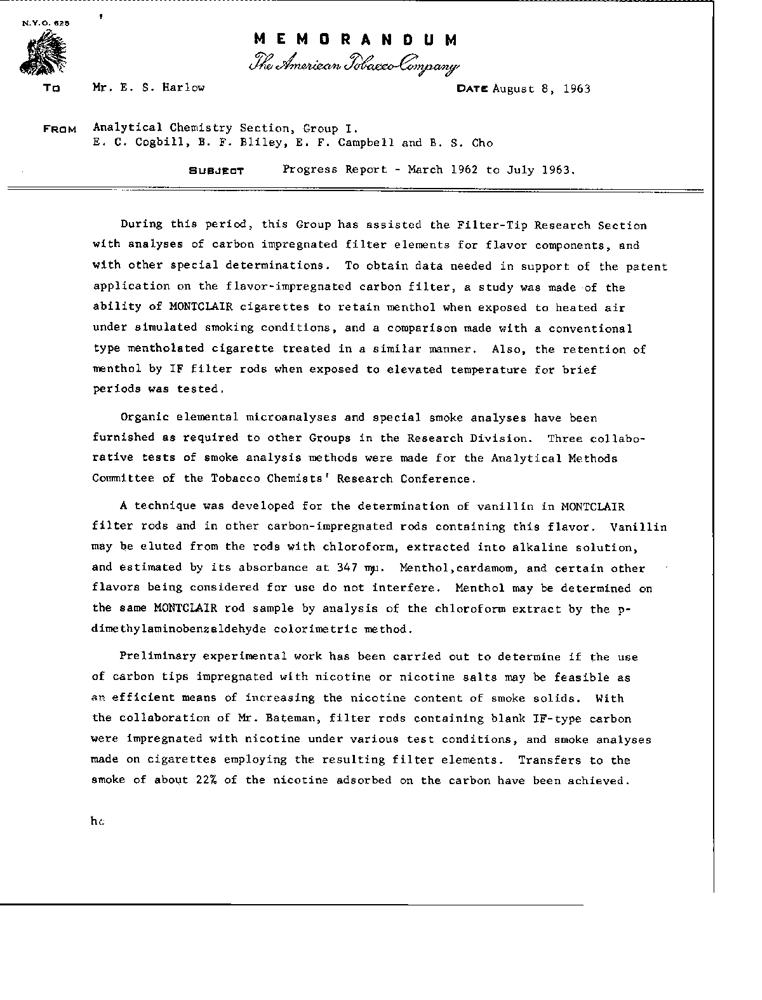 N.Y.O. 625
MEMORANDUM
The American Tobacco Company
TO Mr. E. S. Harlow DATE August 8, 1963
FROM Analytical Chemistry Section, Group I.
E. C. Cogbill, B. F. Bliley, E. F. Campbell and B. S. Cho
SUBJECT Progress Report - March 1962 to July 1963.
During this period, this Group has assisted the Filter-Tip Research Section
with analyses of carbon impregnated filter elements for flavor components, and
with other special determinations. To obtain data needed in support of the patent
application on the flavor-impregnated carbon filter, a study was made of the
ability of MONTCLAIR cigarettes to retain menthol when exposed to heated air
under simulated smoking conditions, and a comparison made with a conventional
type mentholated cigarette treated in a similar manner. Also, the retention of
menthol by IF filter rods when exposed to elevated temperature for brief
periods was tested.
Organic elemental microanalyses and special smoke analyses have been
furnished as required to other Groups in the Research Division. Three collabo-
rative tests of smoke analysis methods were made for the Analytical Methods
Committee of the Tobacco Chemists' Research Conference.
A technique was developed for the determination of vanillin in MONTCLAIR
filter rods and in other carbon-impregnated rods containing this flavor. Vanillin
may be eluted from the rods with chloroform, extracted into alkaline solution,
and estimated by its absorbance at 347 mμ. Menthol,cardamom, and certain other
flavors being considered for use do not interfere. Menthol may be determined on
the same MONTCLAIR rod sample by analysis of the chloroform extract by the p-
dimethylaminobenzaldehyde colorimetric method.
Preliminary experimental work has been carried out to determine if the use
of carbon tips impregnated with nicotine or nicotine salts may be feasible as
an efficient means of increasing the nicotine content of smoke solids. With
the collaboration of Mr. Bateman, filter rods containing blank IF-type carbon
were impregnated with nicotine under various test conditions, and smoke analyses
made on cigarettes employing the resulting filter elements. Transfers to the
smoke of about 22% of the nicotine adsorbed on the carbon have been achieved.
hc